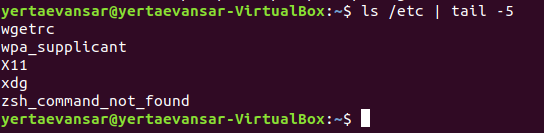 yertaevansar@yertaevansar-VirtualBox:~$ ls /etc | tail -5
wgetrc
wpa_supplicant
X11
xdg
zsh_command_not_found
yertaevansar@yertaevansar-VirtualBox:~$